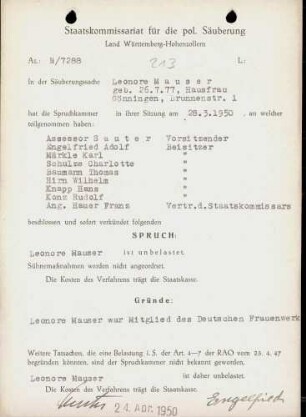 Staatskommissariat für die pol. Säuberung
Land Württemberg-Hohenzollern
Az: N/7288 213 L:
In der Säuberungssache Leonore Mauser
geb. 26.7.77, Hausfrau
Gönningen, Brunnenstr. 1
hat die Spruchkammer in ihrer Sitzung am 28.3.1950 , an welcher
teilgenommen haben:
Assessor Sauter Vorsitzender
Engelfried Adolf Beisitzer
Märkle Karl "
Schulze Charlotte "
Baumann Thomas "
Hirn Wilhelm "
Knapp Hans "
Kons Rudolf "
Ang. Hauer Franz Vertr.d.Staatskommissars
beschlossen und sofort verkündet folgenden
SPRUCH:
Leonore Mauser ist unbelastet.
Sühnemaßnahmen werden nicht angeordnet.
Die Kosten des Verfahrens trägt die Staatskasse.
Gründe:
Leonore Mauser war Mitglied des Deutschen Frauenwerk
Weitere Tatsachen, die eine Belastung i.S. der Art. 4—7 der RAO vom 25. 4. 47
begründen können, sind der Spruchkammer nicht bekannt geworden.
Leonore Mauser ist daher unbelastet.
Die Kosten des Verfahrens trägt die Staatskasse.
24. APR. 1950 Engelfried